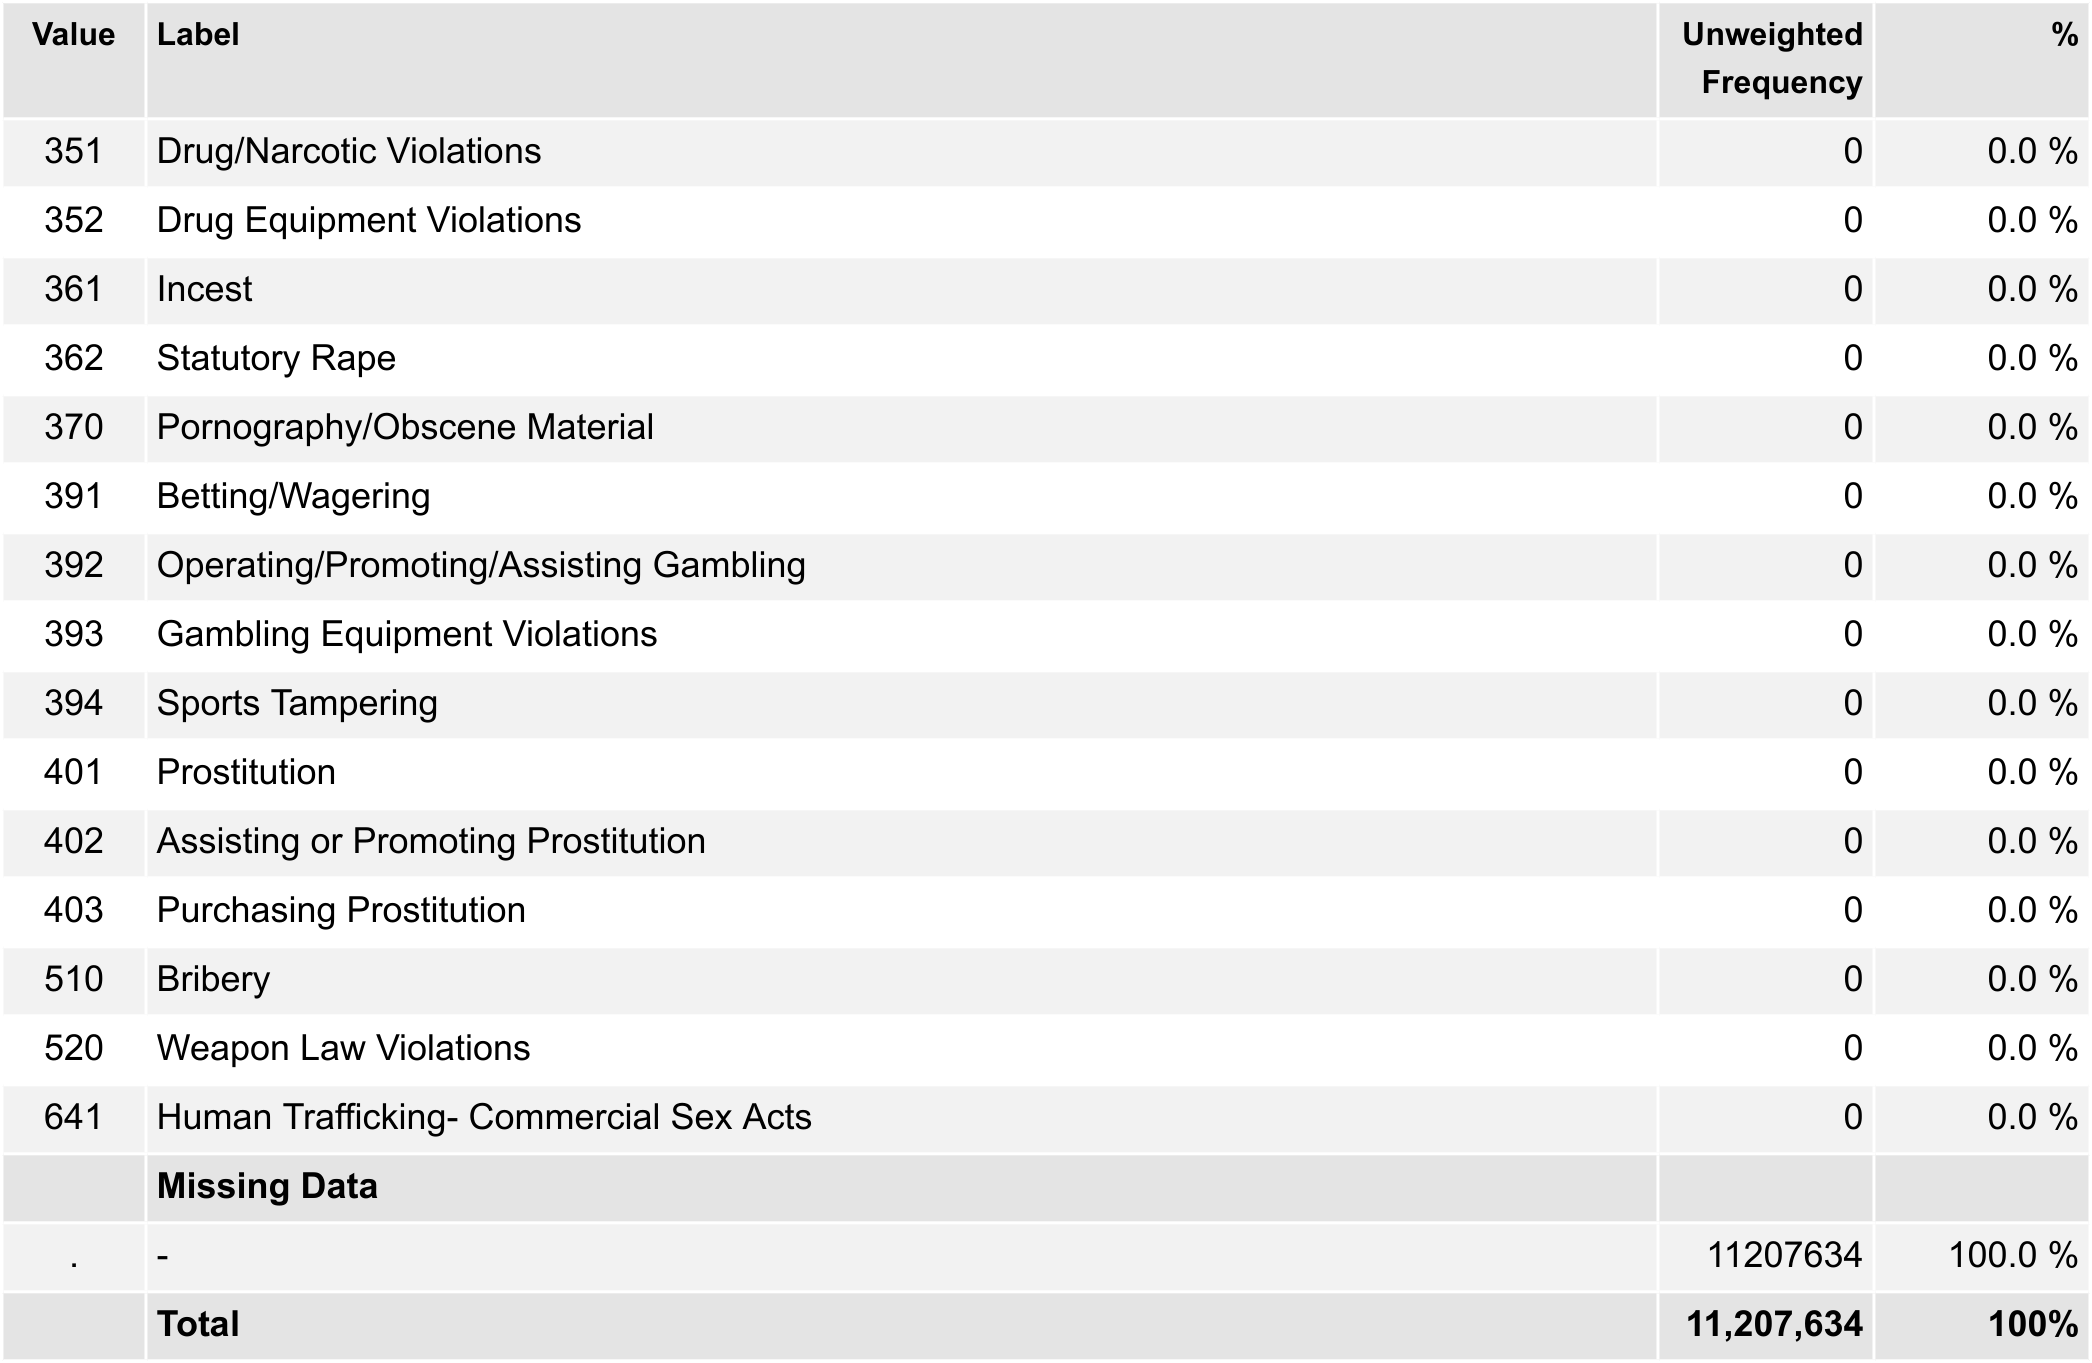 Value Label Unweighted Frequency %
351 Drug/Narcotic Violations 0 0.0 %
352 Drug Equipment Violations 0 0.0 %
361 Incest 0 0.0 %
362 Statutory Rape 0 0.0 %
370 Pornography/Obscene Material 0 0.0 %
391 Betting/Wagering 0 0.0 %
392 Operating/Promoting/Assisting Gambling 0 0.0 %
393 Gambling Equipment Violations 0 0.0 %
394 Sports Tampering 0 0.0 %
401 Prostitution 0 0.0 %
402 Assisting or Promoting Prostitution 0 0.0 %
403 Purchasing Prostitution 0 0.0 %
510 Bribery 0 0.0 %
520 Weapon Law Violations 0 0.0 %
641 Human Trafficking- Commercial Sex Acts 0 0.0 %
Missing Data
. - 11207634 100.0 %
Total 11,207,634 100%